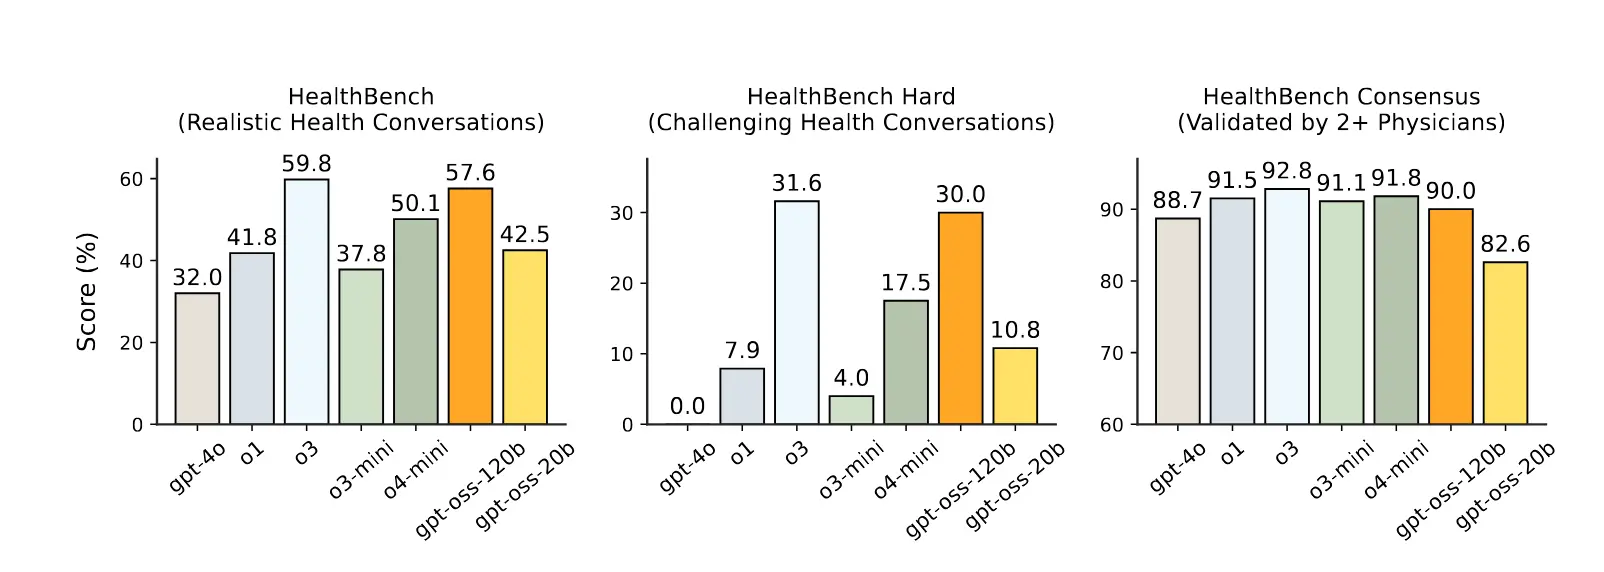 HealthBench
(Realistic Health Conversations)
Score (%)
60
40
20
0
32.0
41.8
59.8
37.8
50.1
57.6
42.5
gpt-4o
o1
o3
o3-mini
o4-mini
gpt-oss-120b
gpt-oss-20b
HealthBench Hard
(Challenging Health Conversations)
30
20
10
0
0.0
7.9
31.6
4.0
17.5
30.0
10.8
gpt-4o
o1
o3
o3-mini
o4-mini
gpt-oss-120b
gpt-oss-20b
HealthBench Consensus
(Validated by 2+ Physicians)
90
80
70
60
88.7
91.5
92.8
91.1
91.8
90.0
82.6
gpt-4o
o1
o3
o3-mini
o4-mini
gpt-oss-120b
gpt-oss-20b